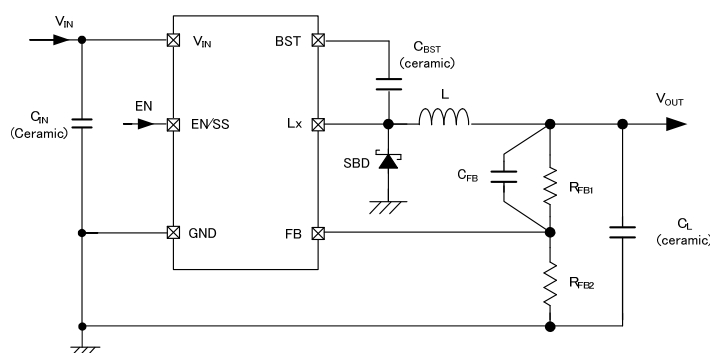 VIN
VIN
BST
CBST
(ceramic)
L
VOUT
CIN
(Ceramic)
EN
EN/SS
Lx
SBD
CFB
RFB1
CL
(ceramic)
GND
FB
RFB2